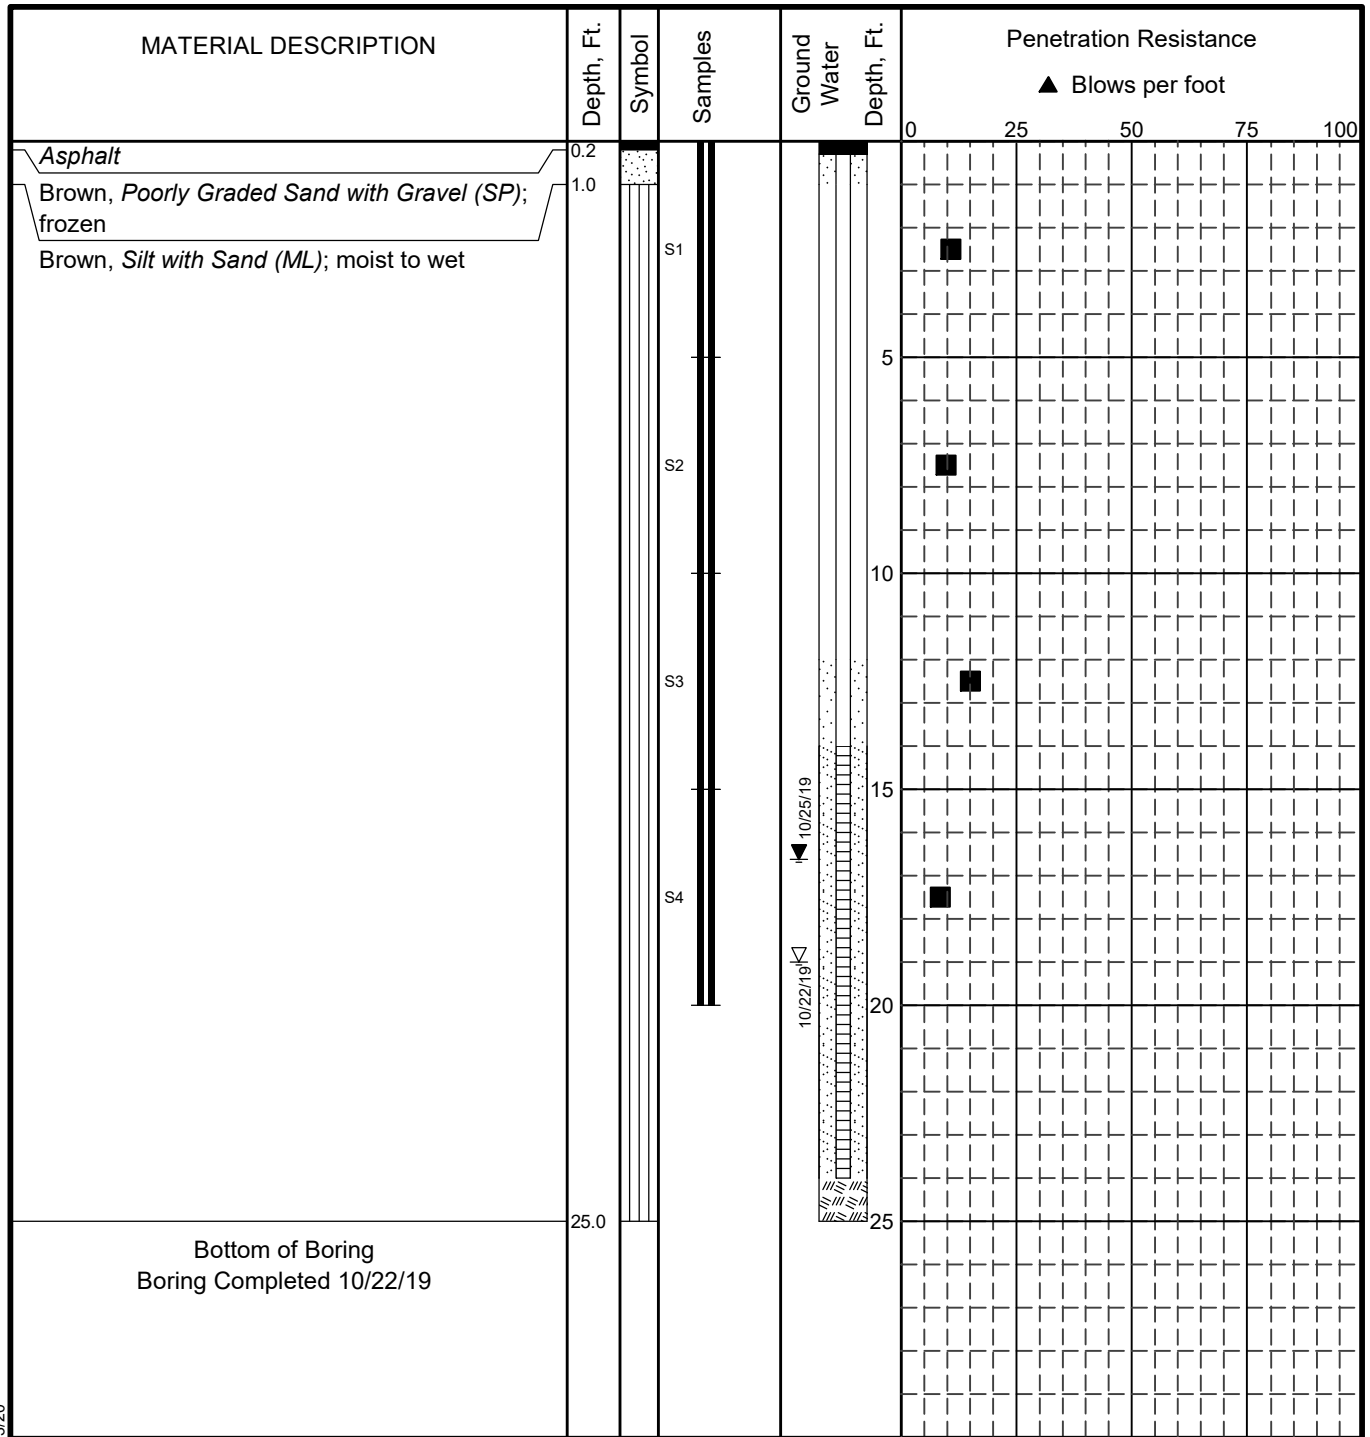 MATERIAL DESCRIPTION
Depth, Ft.
Symbol
Samples
Ground
Water
Depth, Ft.
Penetration Resistance
▲ Blows per foot
0 25 50 75 100
Asphalt
0.2
Brown, Poorly Graded Sand with Gravel (SP);
frozen
1.0
Brown, Silt with Sand (ML); moist to wet
S1
5
S2
10
S3
15
10/25/19
S4
10/22/19
20
25.0
25
Bottom of Boring
Boring Completed 10/22/19